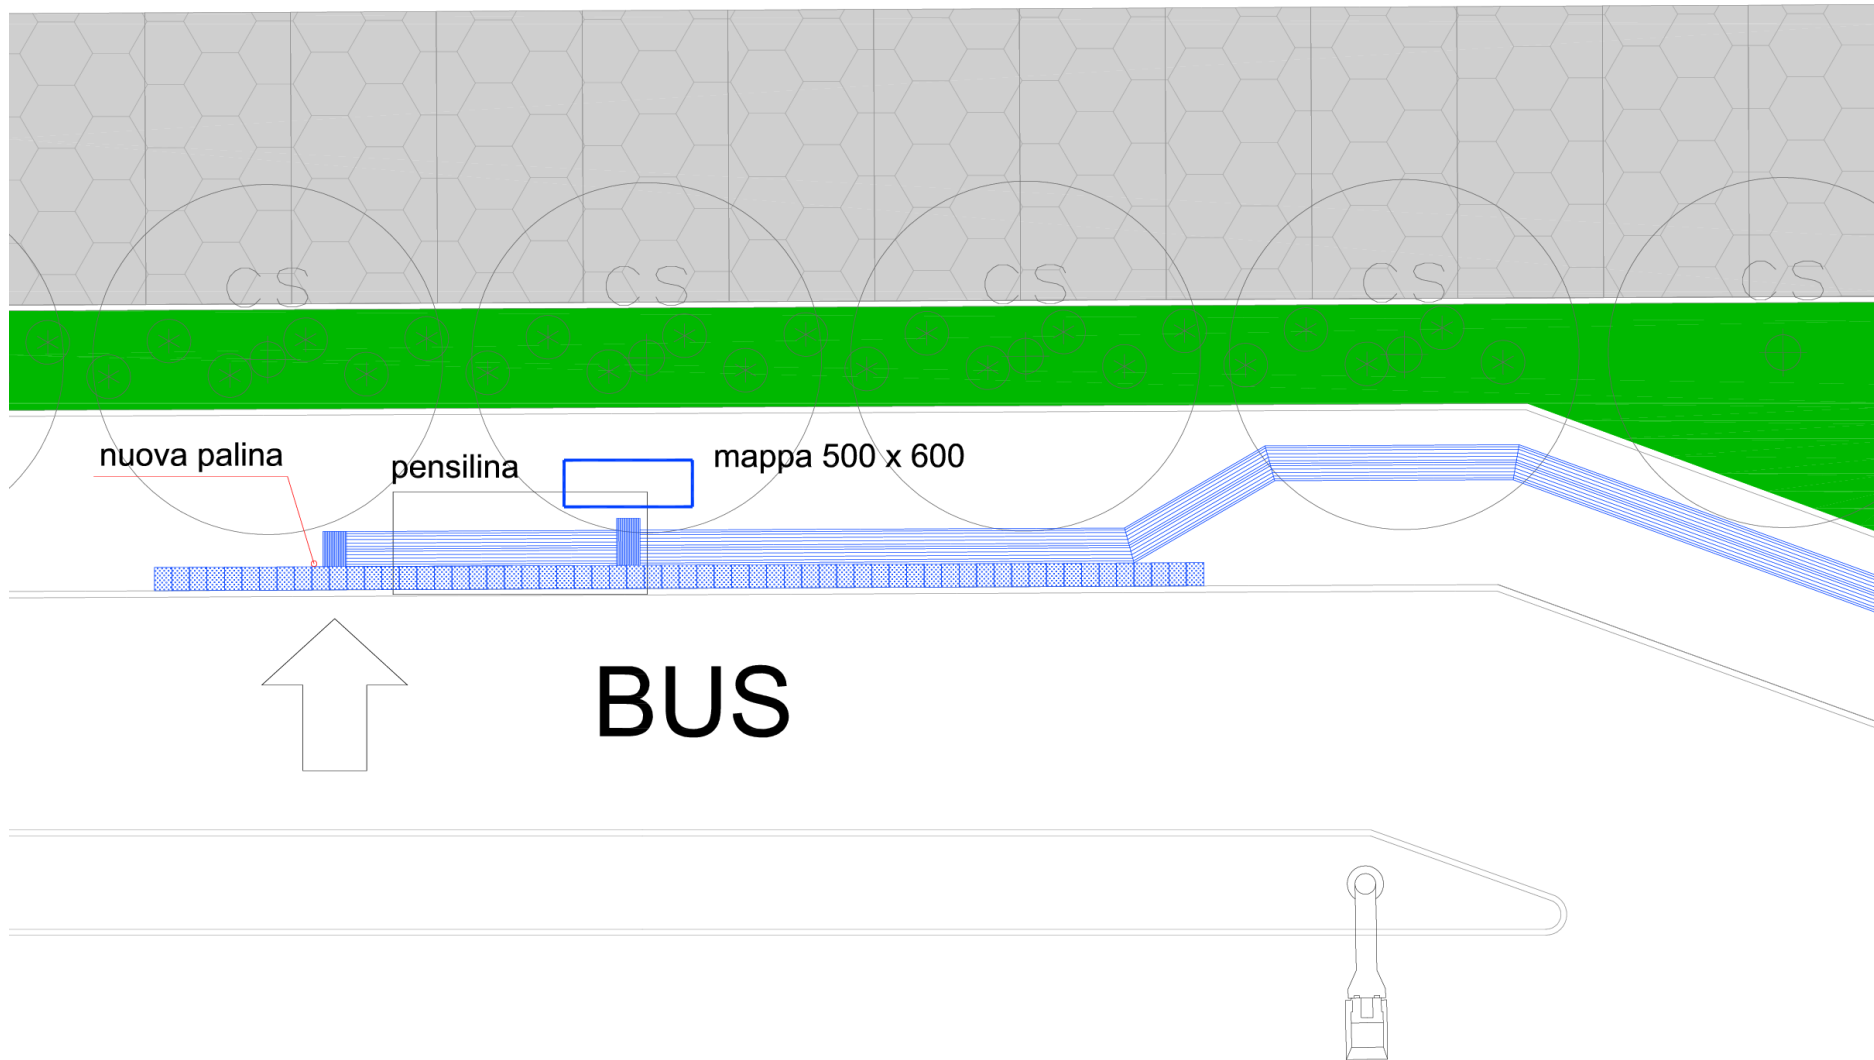 CS CS CS CS CS
nuova palina
pensilina
mappa 500 x 600
BUS